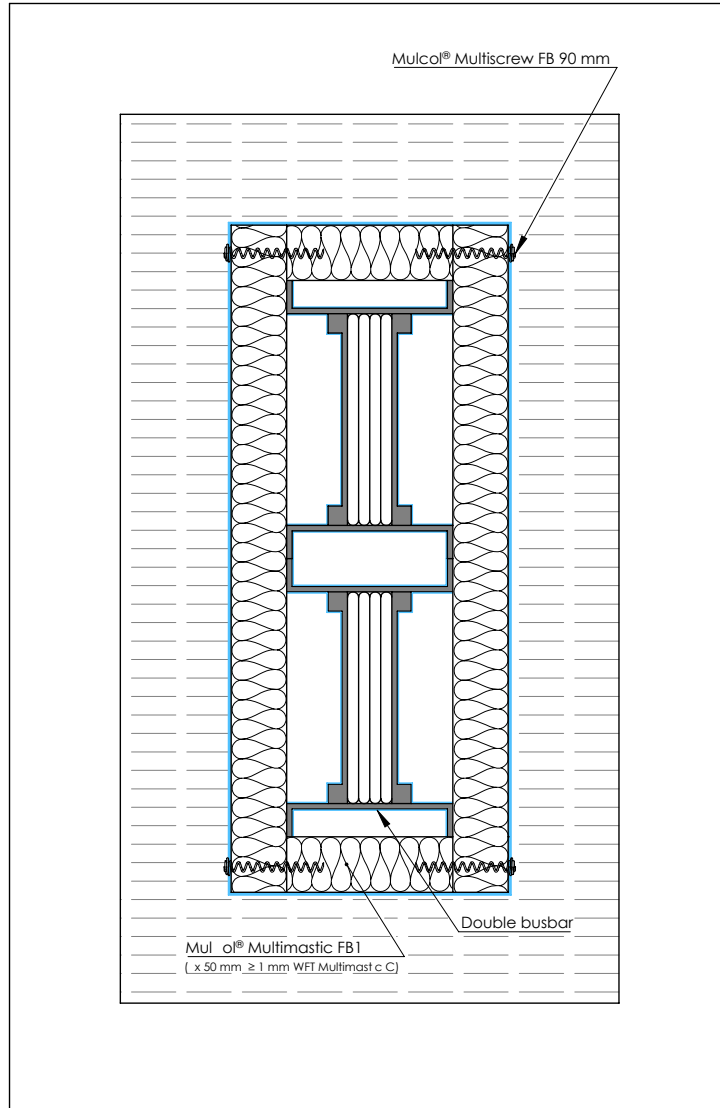 Mulcol® Multiscrew FB 90 mm
Double busbar
Mul ol® Multimastic FB1
( x 50 mm ≥ 1 mm WFT Multimast c C)